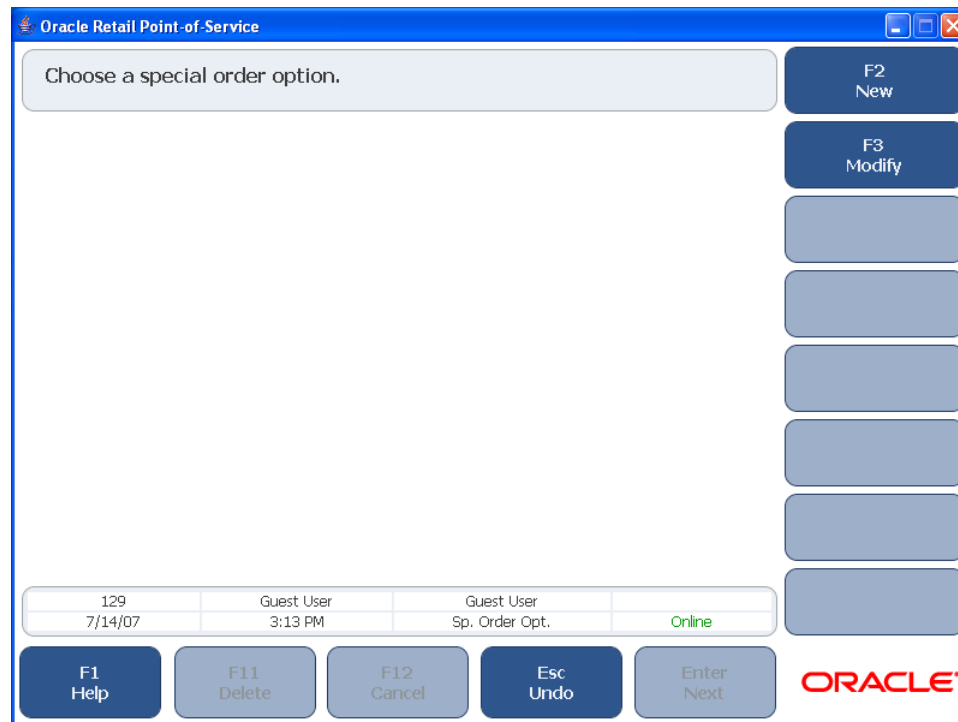 Oracle Retail Point-of-Service
Choose a special order option.
F2
New
F3
Modify
129 Guest User Guest User
7/14/07 3:13 PM Sp. Order Opt. Online
F1
Help
F11
Delete
F12
Cancel
Esc
Undo
Enter
Next
ORACLE